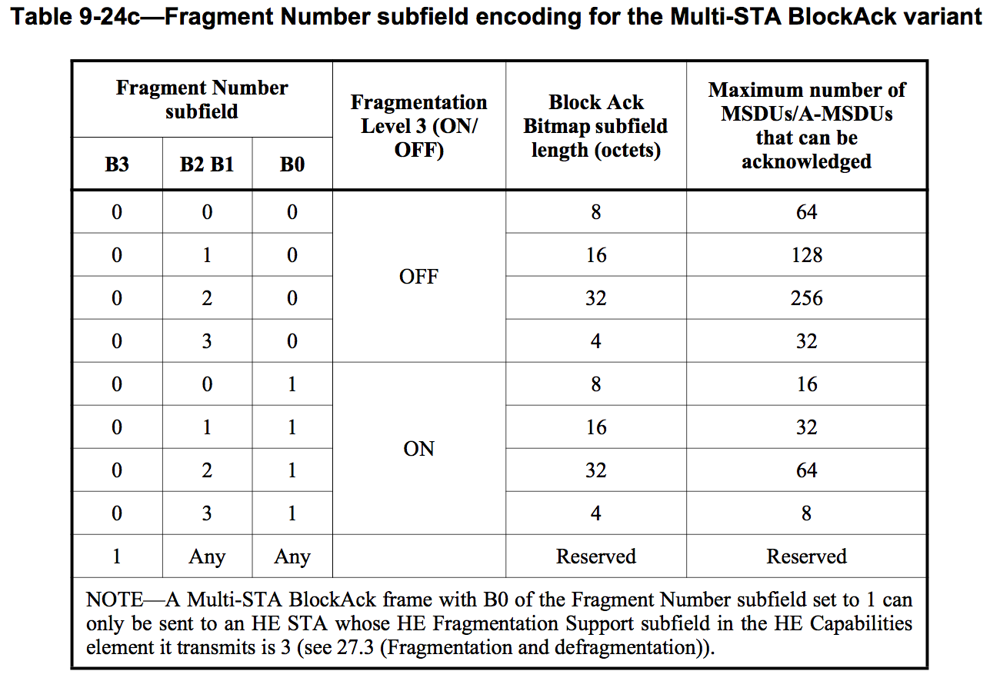 Table 9-24c—Fragment Number subfield encoding for the Multi-STA BlockAck variant
Fragment Number
subfield
Fragmentation
Level 3 (ON/
OFF)
Block Ack
Bitmap subfield
length (octets)
Maximum number of
MSDUs/A-MSDUs
that can be
acknowledged
B3 B2 B1 B0
0 0 0 8 64
0 1 0 16 128
OFF
0 2 0 32 256
0 3 0 4 32
0 0 1 8 16
0 1 1 16 32
ON
0 2 1 32 64
0 3 1 4 8
1 Any Any Reserved Reserved
NOTE—A Multi-STA BlockAck frame with B0 of the Fragment Number subfield set to 1 can
only be sent to an HE STA whose HE Fragmentation Support subfield in the HE Capabilities
element it transmits is 3 (see 27.3 (Fragmentation and defragmentation)).